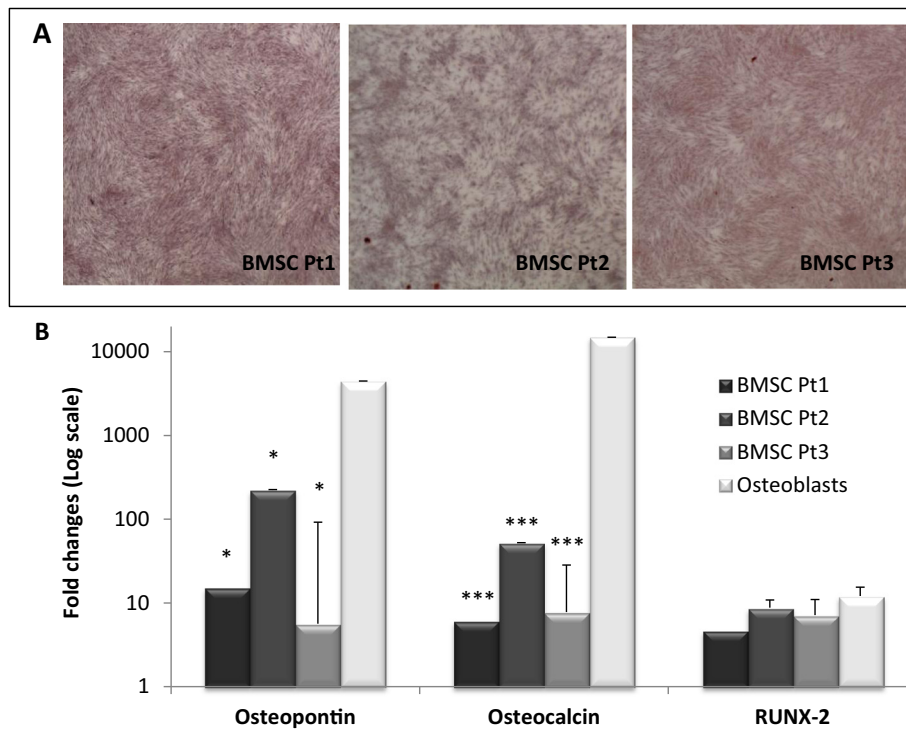 A
BMSC Pt1
BMSC Pt2
BMSC Pt3
B
Fold changes (Log scale)
10000
1000
100
10
1
*
*
*
***
***
***
BMSC Pt1
BMSC Pt2
BMSC Pt3
Osteoblasts
Osteopontin
Osteocalcin
RUNX-2